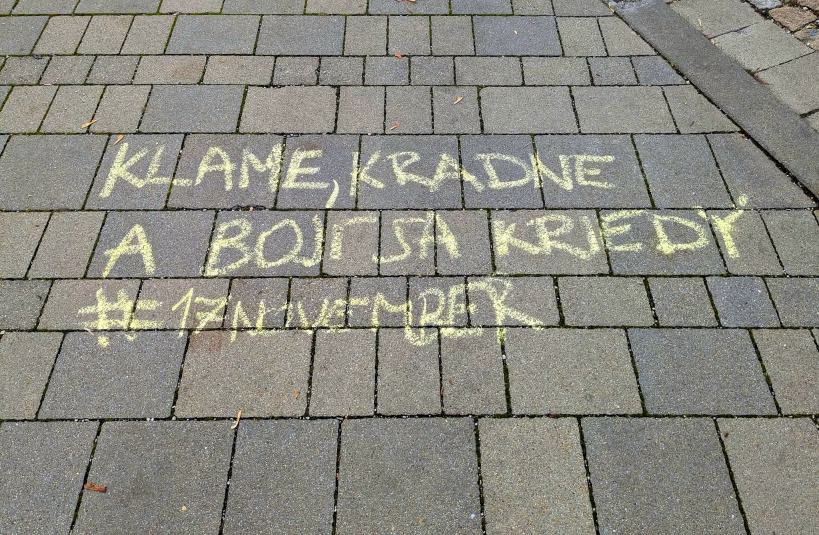 KLAME, KRADNE
A BOJÍ SA KRIEDY
#17NOVEMBER